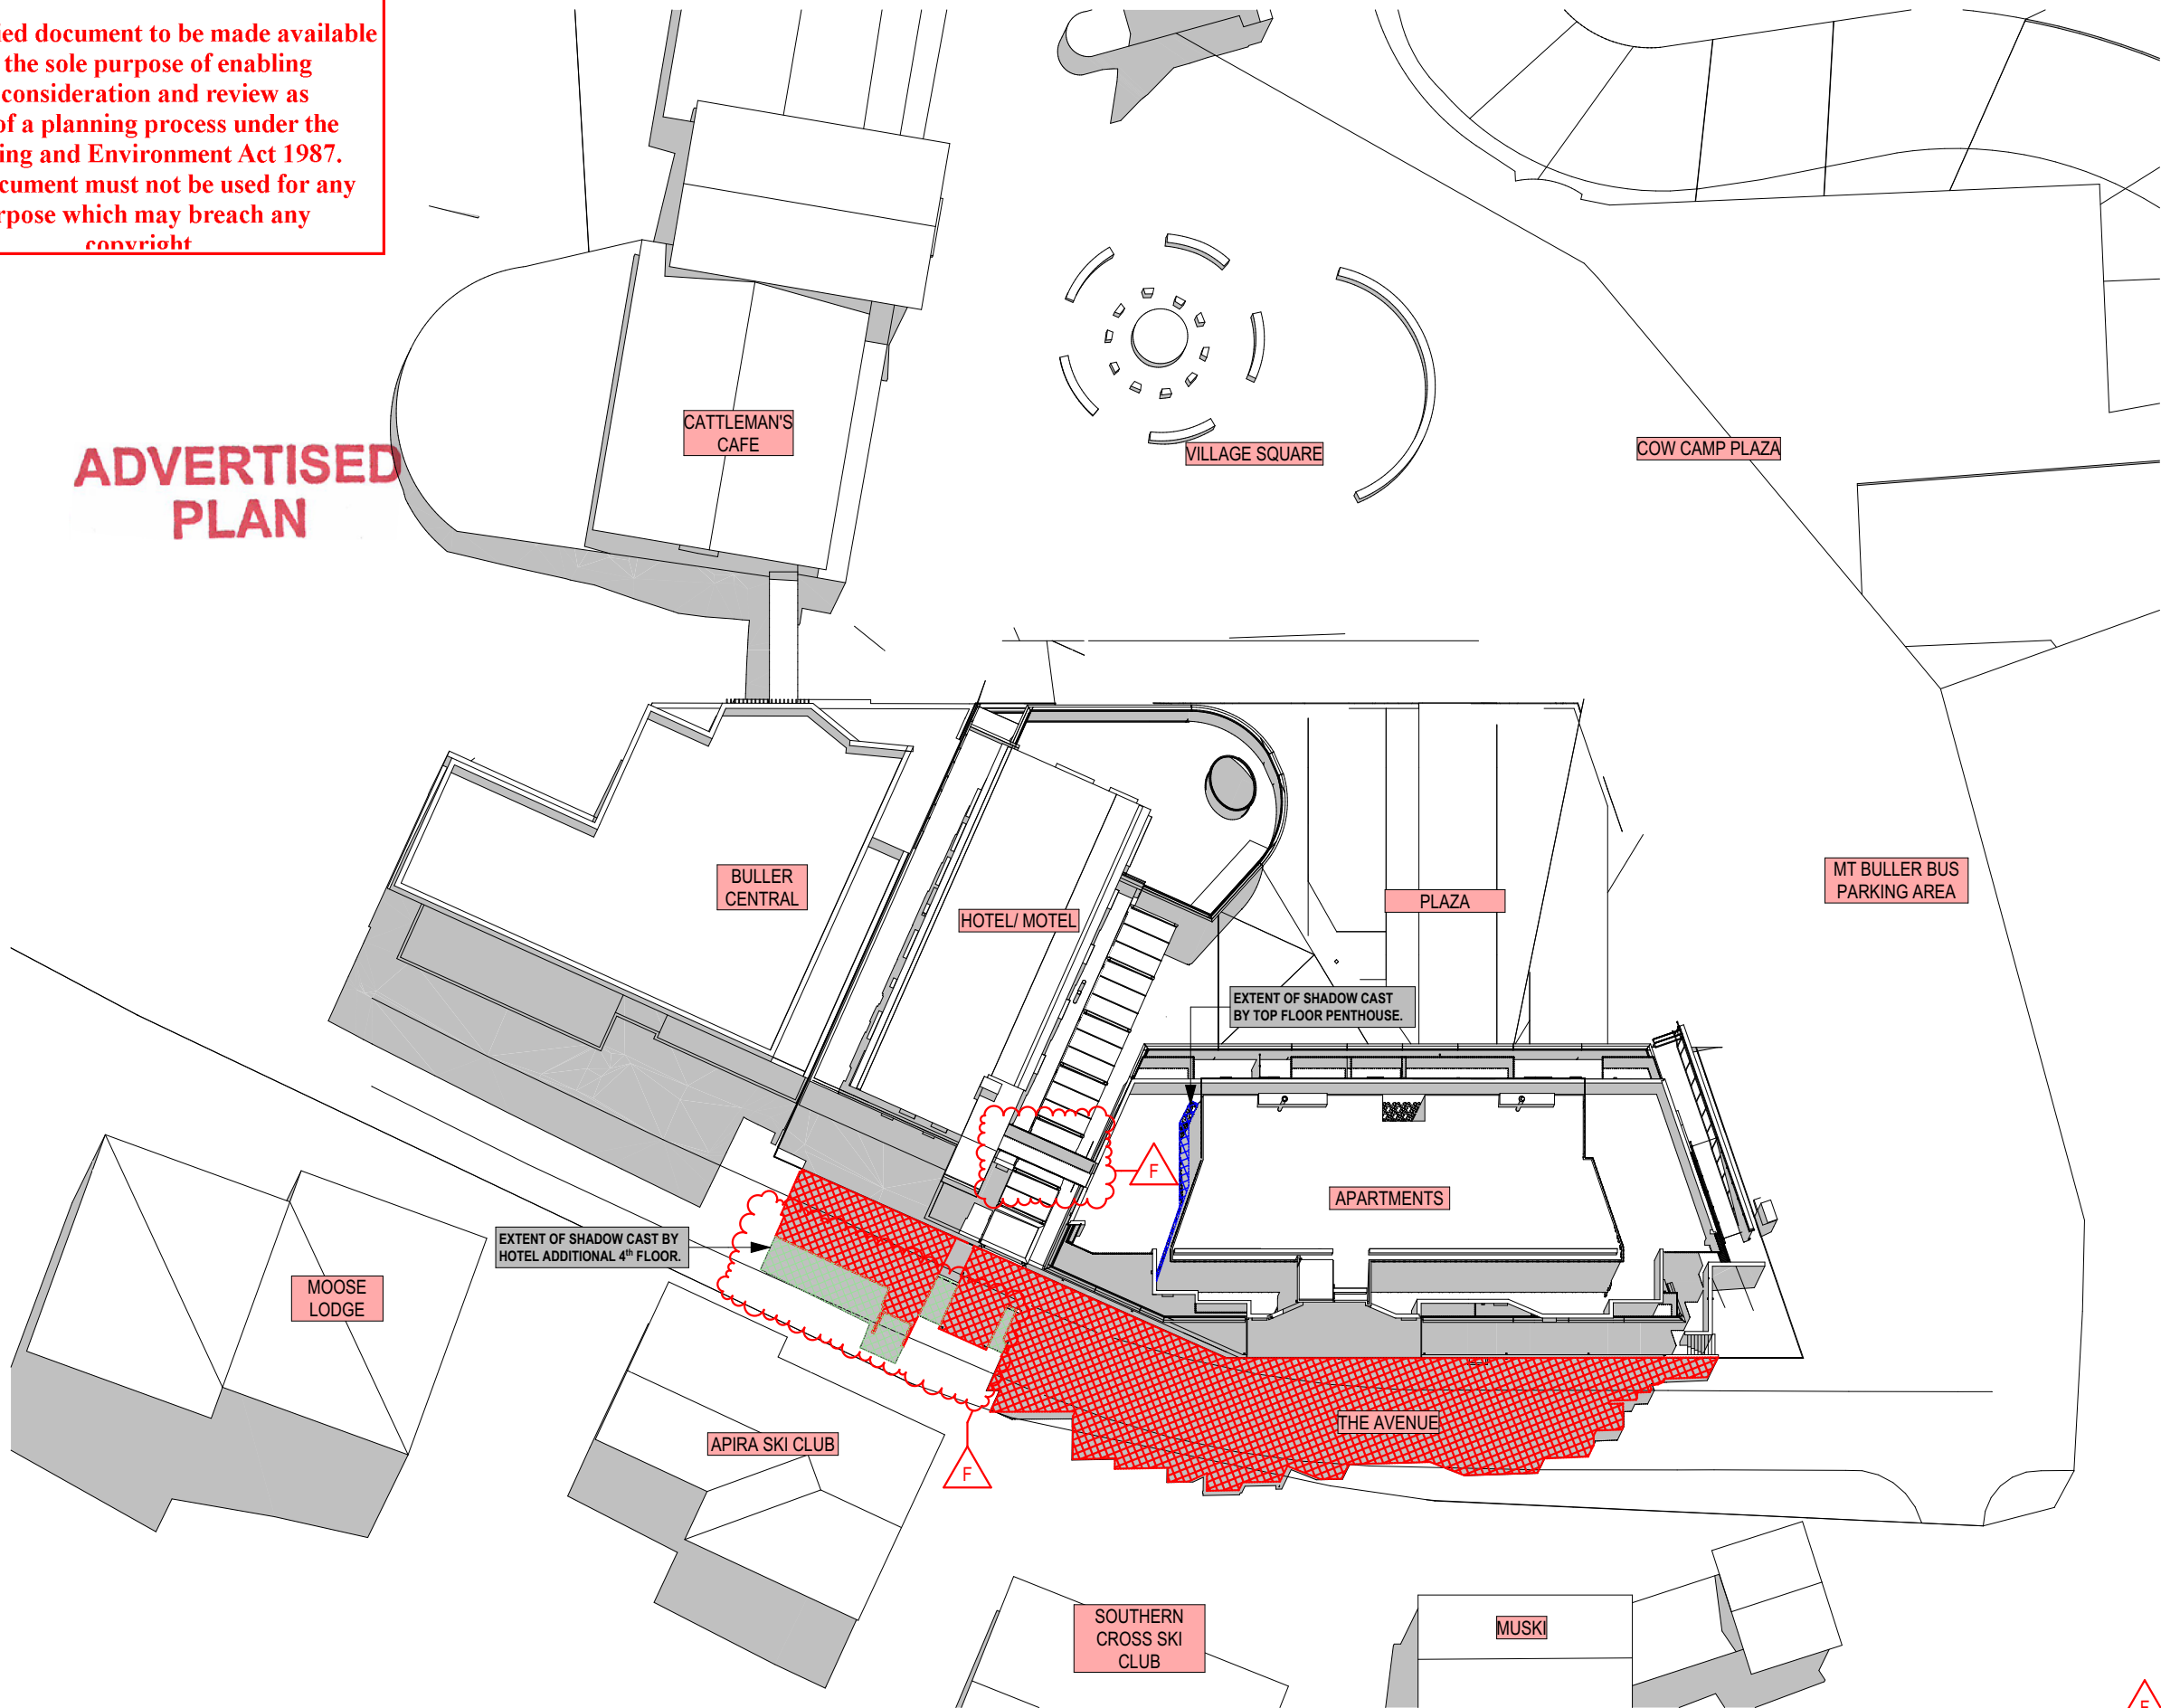 ied document to be made available
the sole purpose of enabling
consideration and review as
of a planning process under the
ing and Environment Act 1987.
cument must not be used for any
rpose which may breach any
copyright
ADVERTISED
PLAN
CATTLEMAN'S
CAFE
VILLAGE SQUARE
COW CAMP PLAZA
BULLER
CENTRAL
HOTEL/ MOTEL
PLAZA
MT BULLER BUS
PARKING AREA
EXTENT OF SHADOW CAST
BY TOP FLOOR PENTHOUSE.
F
APARTMENTS
EXTENT OF SHADOW CAST BY
HOTEL ADDITIONAL 4th FLOOR.
MOOSE
LODGE
APIRA SKI CLUB
THE AVENUE
F
SOUTHERN
CROSS SKI
CLUB
MUSKI